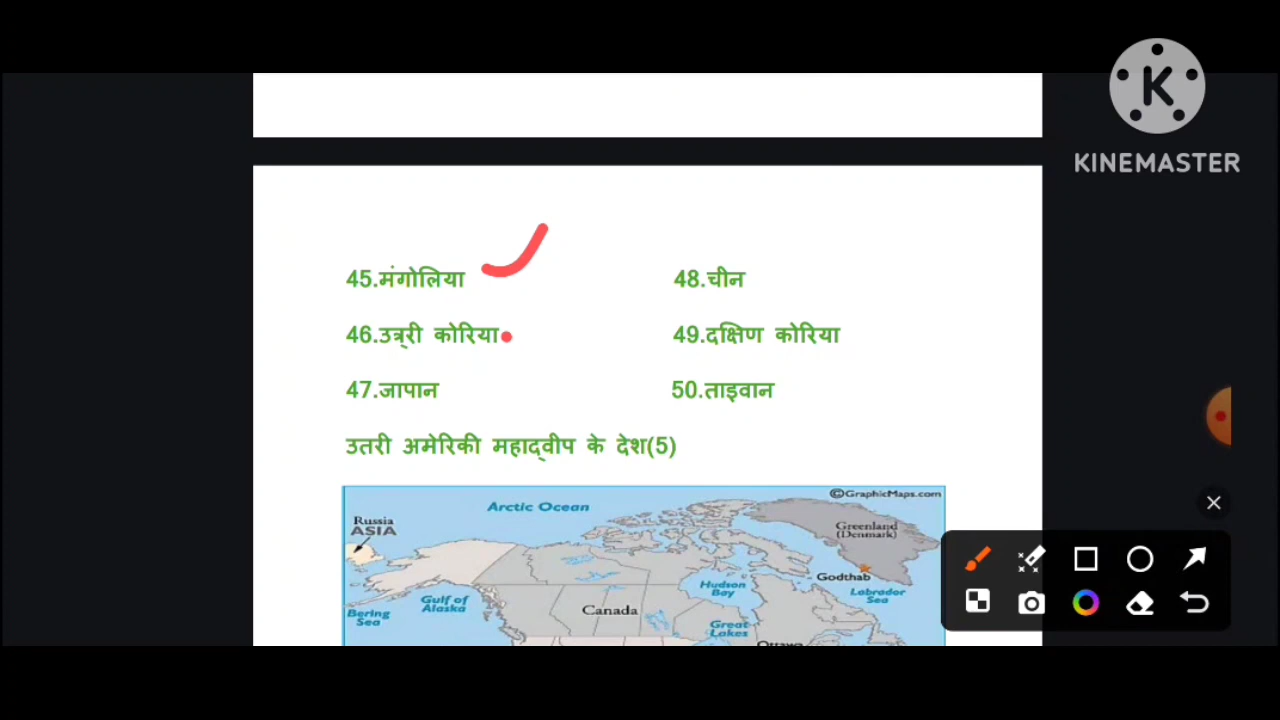 KINEMASTER
45.मंगोलिया 48.चीन
46.उत्र्री कोरिया 49.दक्षिण कोरिया
47.जापान 50.ताइवान
उतरी अमेरिकी महाद्वीप के देश(5)
©GraphicMaps.com
Arctic Ocean
Russia
ASIA
Greenland
(Denmark)
Godthab
Hudson
Bay
Labrador
Sea
Gulf of
Alaska
Canada
Bering
Sea
Great
Lakes
Ottawa